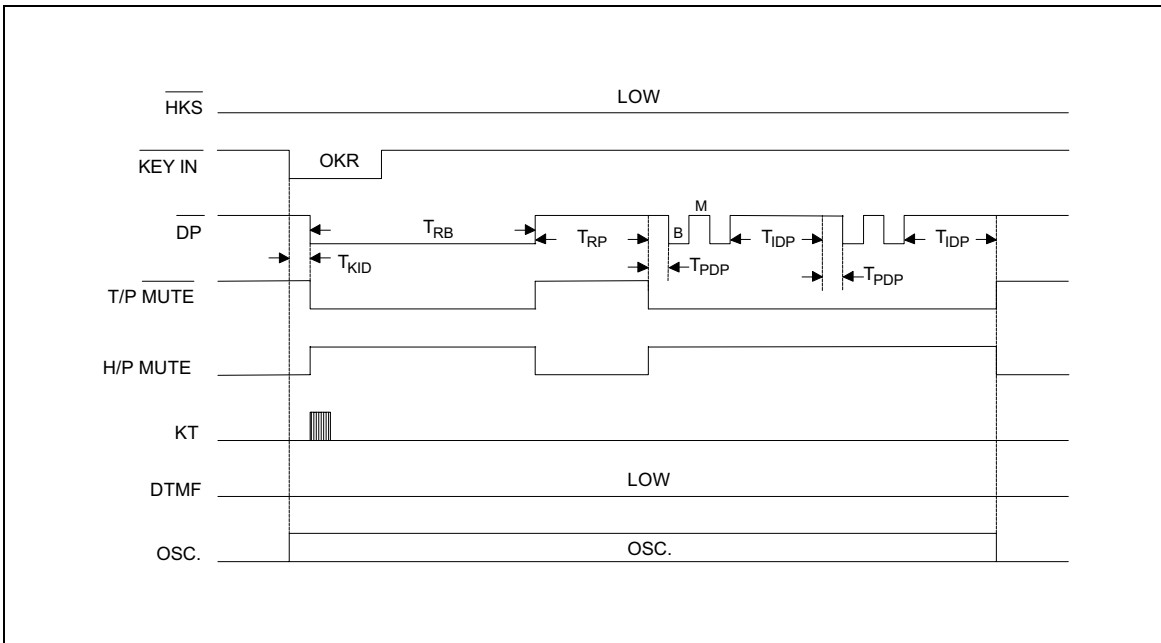 HKS LOW
KEY IN OKR
DP TRB TRP B M TIDP TIDP
TKID TPDP TPDP
T/P MUTE
H/P MUTE
KT
DTMF LOW
OSC. OSC.